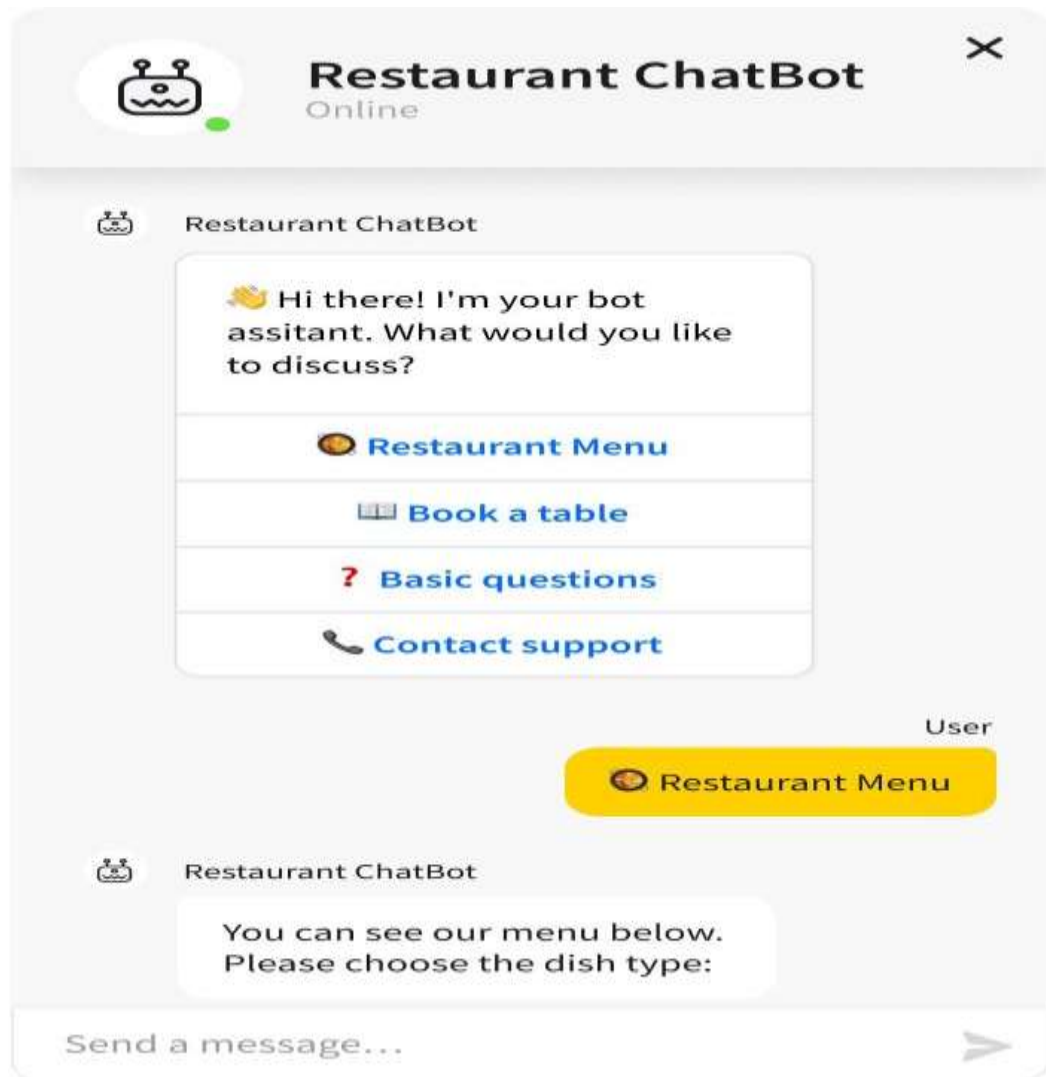 Restaurant ChatBot
Online
Restaurant ChatBot
👋 Hi there! I'm your bot
assitant. What would you like
to discuss?
🥘 Restaurant Menu
📖 Book a table
❓ Basic questions
📞 Contact support
User
🥘 Restaurant Menu
Restaurant ChatBot
You can see our menu below.
Please choose the dish type:
Send a message...